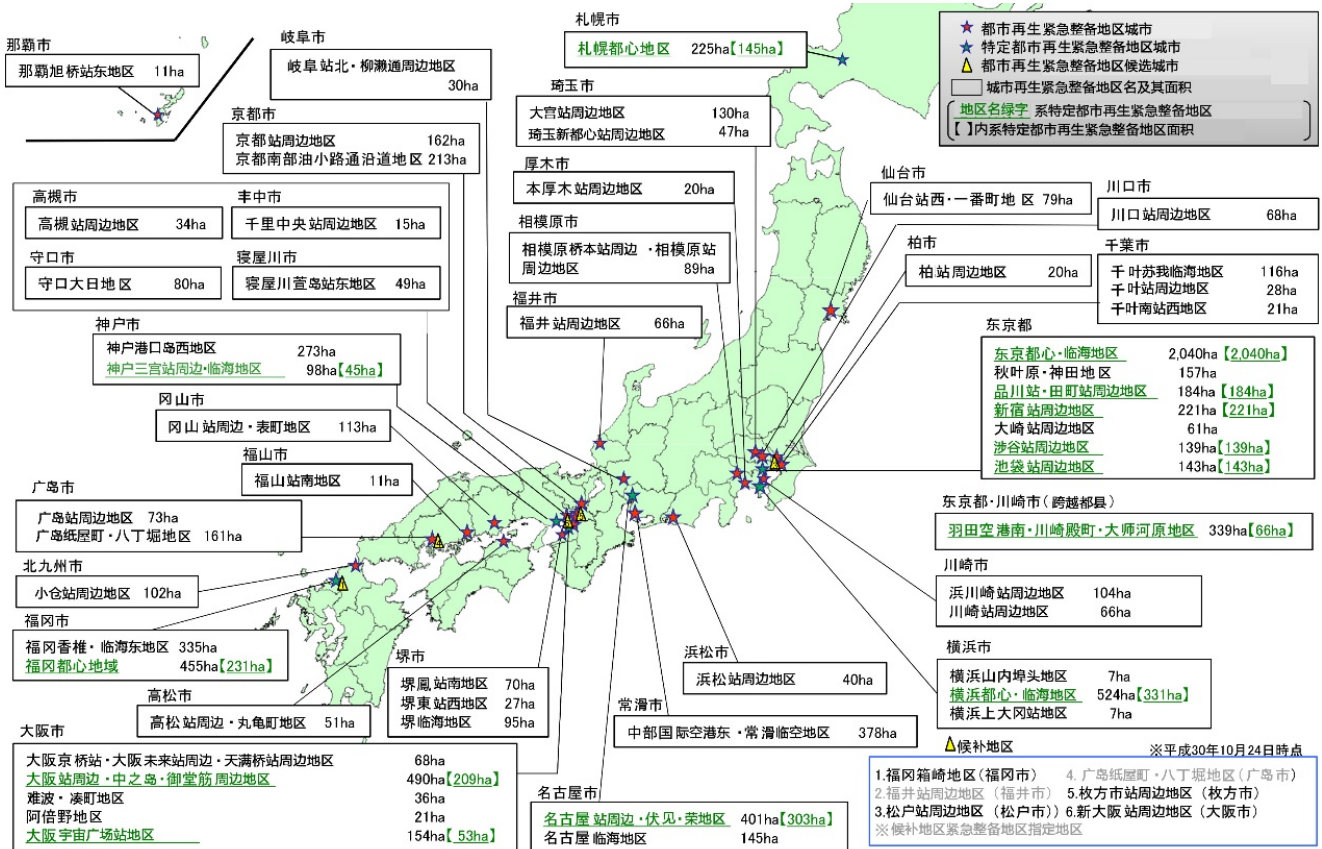 那覇市
那覇旭桥站东地区 11ha
岐阜市
岐阜站北・柳濑通周边地区
30ha
京都市
京都站周边地区 162ha
京都南部油小路通沿道地区 213ha
高槻市
高槻站周边地区 34ha
丰中市
千里中央站周边地区 15ha
守口市
守口大日地区 80ha
寝屋川市
寝屋川萱岛站东地区 49ha
神户市
神户港口岛西地区 273ha
神户三宫站周边・临海地区 98ha【45ha】
冈山市
冈山站周边・表町地区 113ha
福山市
福山站南地区 11ha
广岛市
广岛站周边地区 73ha
广岛纸屋町・八丁堀地区 161ha
北九州市
小仓站周边地区 102ha
福冈市
福冈香椎・临海东地区 335ha
福冈都心地域 455ha【231ha】
高松市
高松站周边・丸龟町地区 51ha
大阪市
大阪京桥站・大阪未来站周边・天满桥站周边地区 68ha
大阪站周边・中之岛・御堂筋周边地区 490ha【209ha】
难波・凑町地区 36ha
阿倍野地区 21ha
大阪宇宙广场站地区 154ha【53ha】
札幌市
札幌都心地区 225ha【145ha】
埼玉市
大宫站周边地区 130ha
埼玉新都心站周边地区 47ha
厚木市
本厚木站周边地区 20ha
相模原市
相模原桥本站周边・相模原站
周边地区 89ha
福井市
福井站周边地区 66ha
堺市
堺鳳站南地区 70ha
堺東站西地区 27ha
堺临海地区 95ha
名古屋市
名古屋站周边・伏见・荣地区 401ha【303ha】
名古屋临海地区 145ha
常滑市
中部国际空港东・常滑临空地区 378ha
浜松市
浜松站周边地区 40ha
都市再生紧急整备地区城市
特定都市再生紧急整备地区城市
都市再生紧急整备地区候选城市
城市再生紧急整备地区名及其面积
地区名绿字 系特定都市再生紧急整备地区
【 】内系特定都市再生紧急整备地区面积
仙台市
仙台站西・一番町地区 79ha
川口市
川口站周边地区 68ha
柏市
柏站周边地区 20ha
千葉市
千叶苏我临海地区 116ha
千叶站周边地区 28ha
千叶南站西地区 21ha
东京都
东京都心・临海地区 2,040ha【2,040ha】
秋叶原・神田地区 157ha
品川站・田町站周边地区 184ha【184ha】
新宿站周边地区 221ha【221ha】
大崎站周边地区 61ha
涉谷站周边地区 139ha【139ha】
池袋站周边地区 143ha【143ha】
东京都・川崎市(跨越都县)
羽田空港南・川崎殿町・大师河原地区 339ha【66ha】
川崎市
浜川崎站周边地区 104ha
川崎站周边地区 66ha
横浜市
横浜山内埠头地区 7ha
横浜都心・临海地区 524ha【331ha】
横浜上大冈站地区 7ha
候补地区
※平成30年10月24日時点
1.福冈箱崎地区(福冈市) 4.广岛纸屋町・八丁堀地区(广岛市)
2.福井站周边地区(福井市) 5.枚方市站周边地区(枚方市)
3.松户站周边地区(松户市)) 6.新大阪站周边地区(大阪市)
※候补地区紧急整备地区指定地区